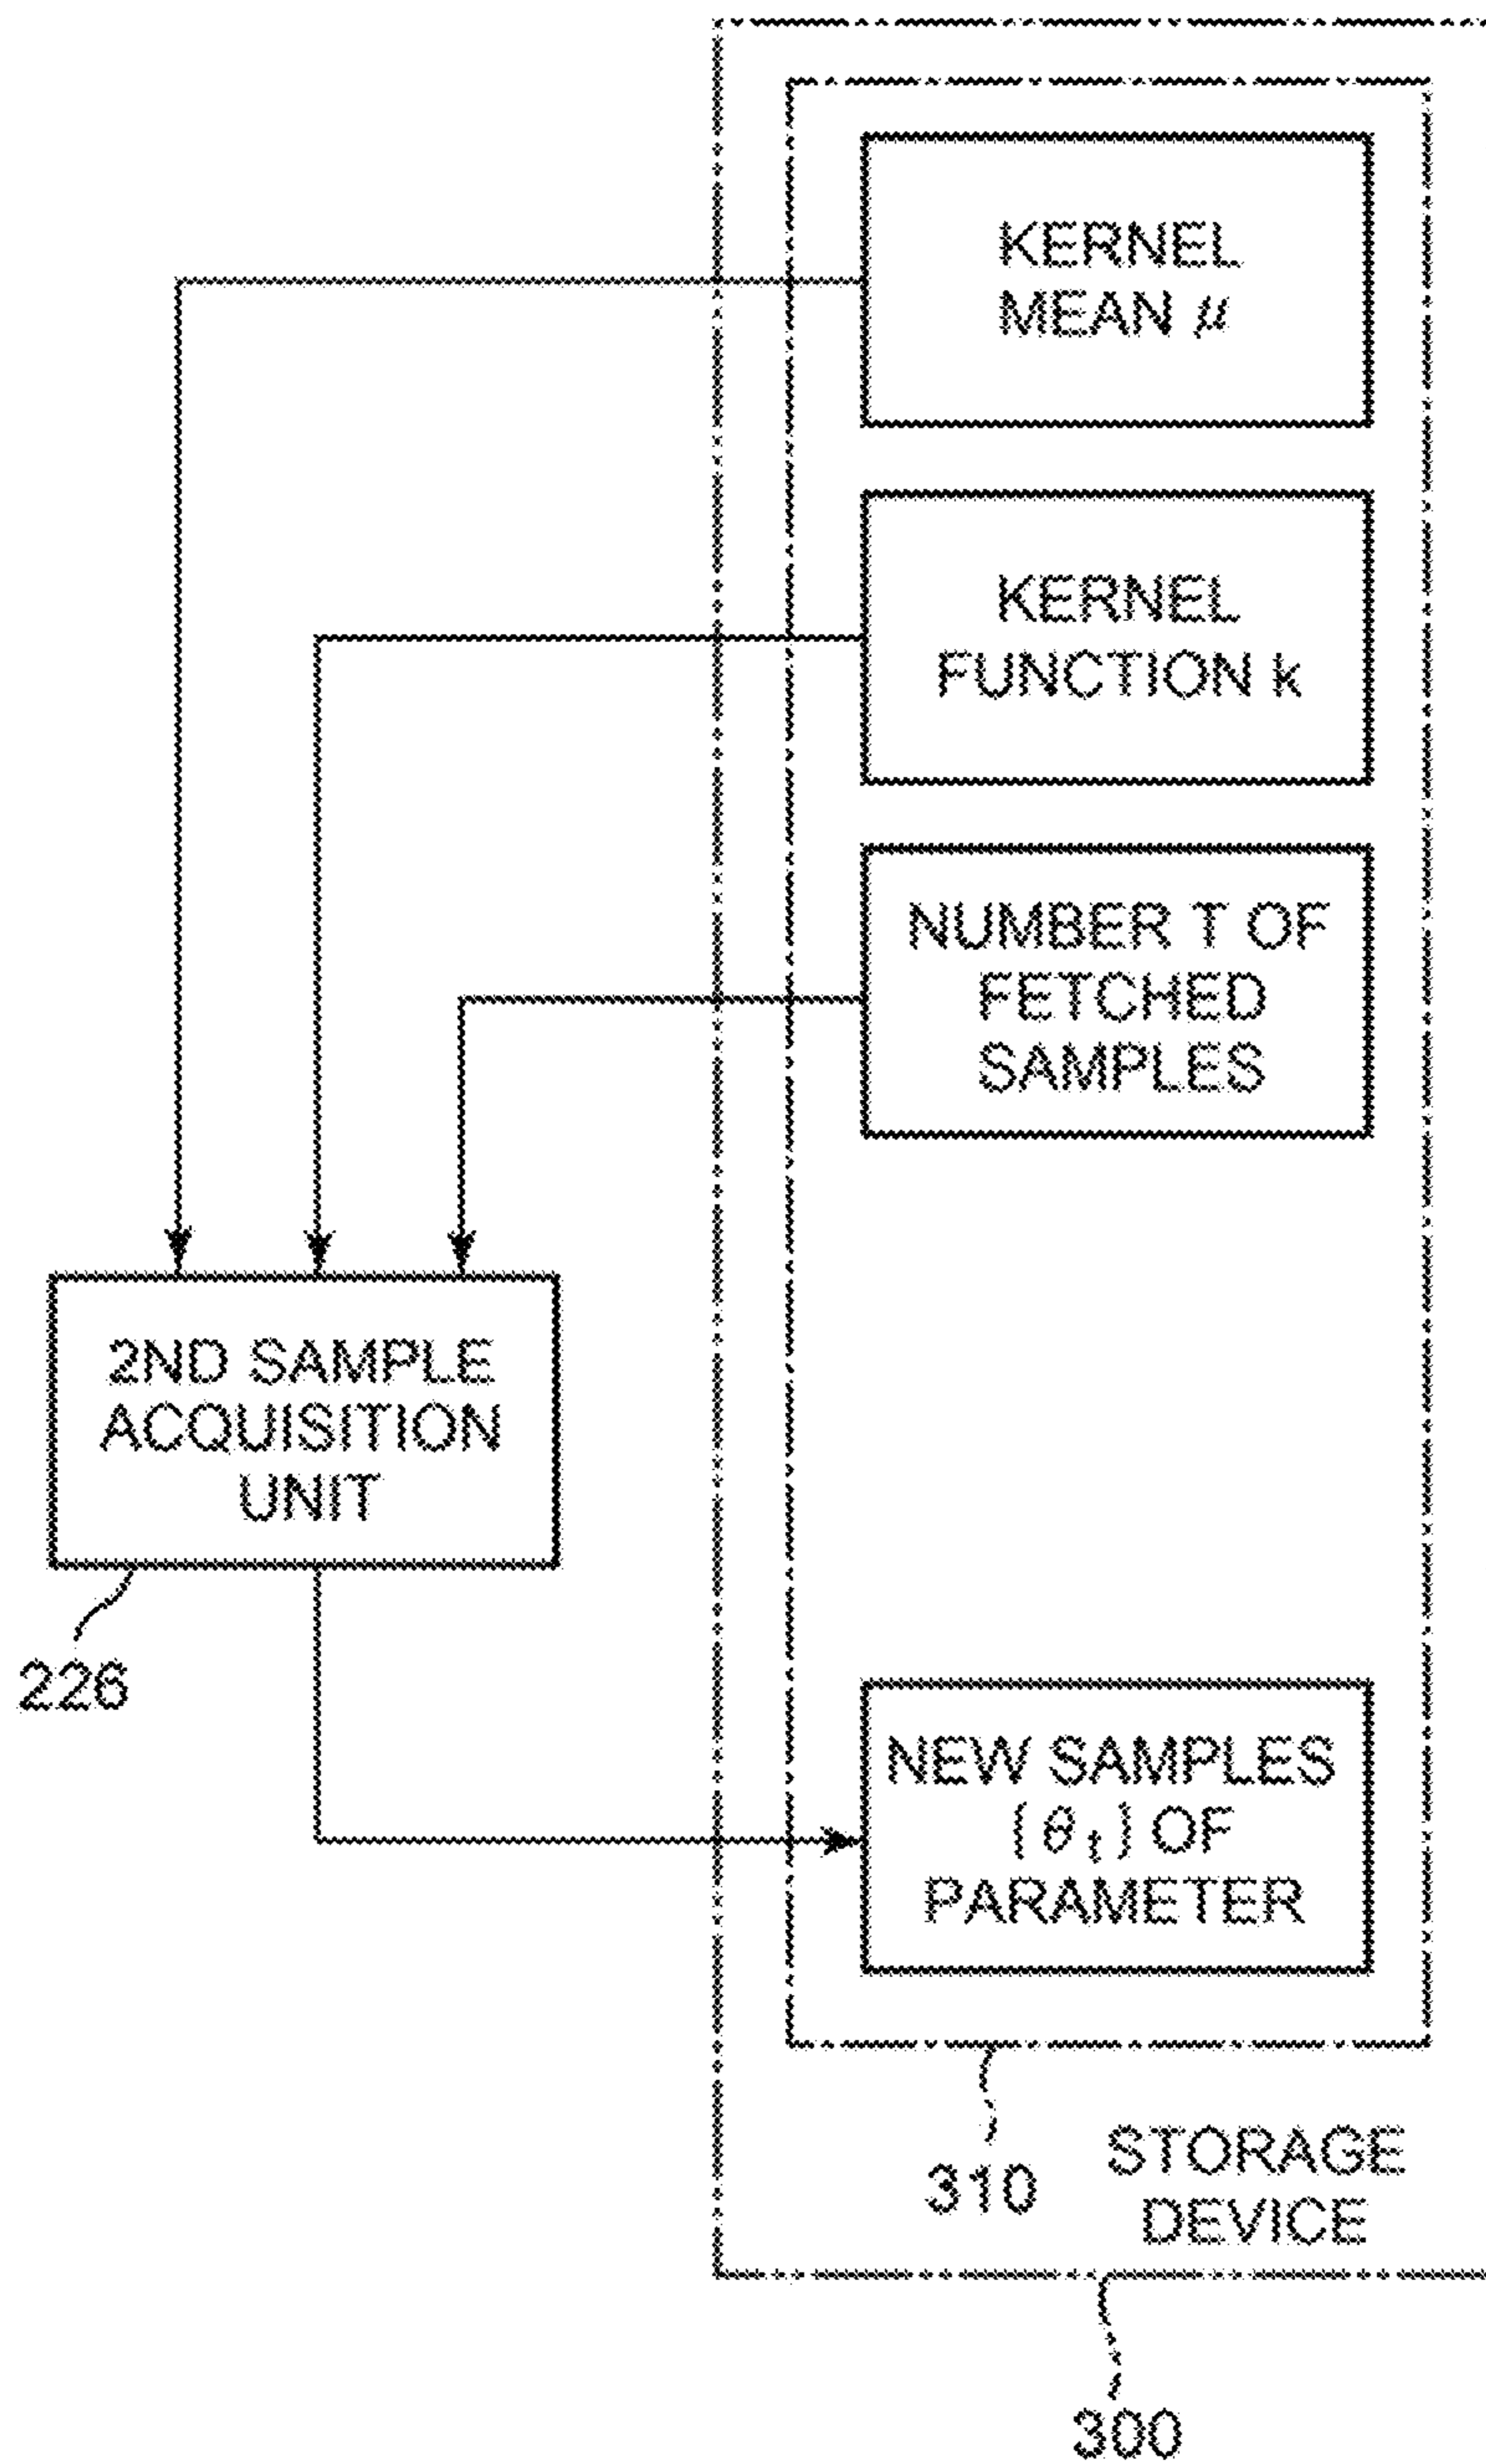 KERNEL
MEAN μ
KERNEL
FUNCTION k
NUMBER T OF
FETCHED
SAMPLES
2ND SAMPLE
ACQUISITION
UNIT
226
NEW SAMPLES
{θt} OF
PARAMETER
310
STORAGE
DEVICE
300